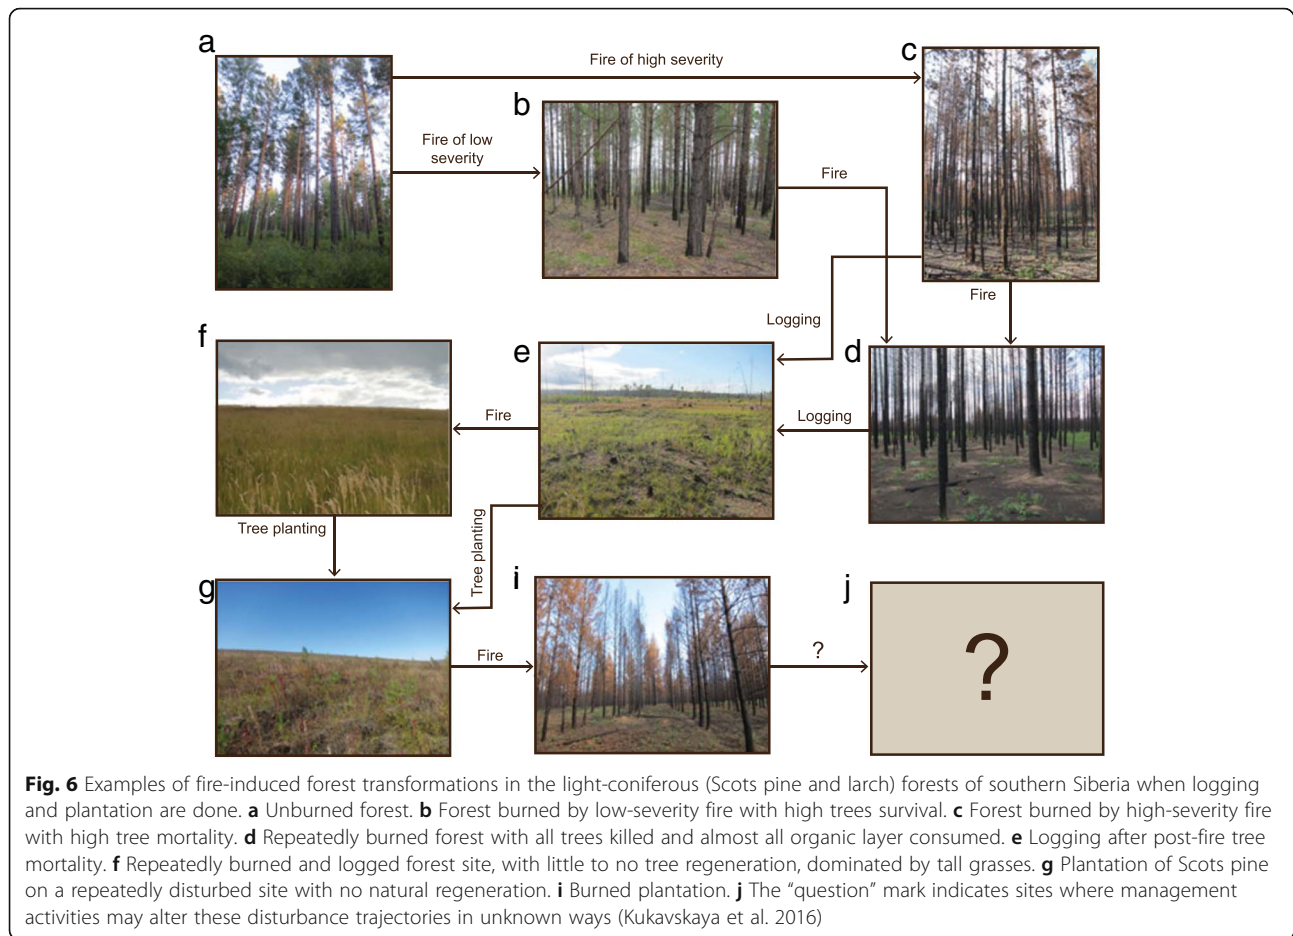 a
Fire of high severity
c
b
Fire of low
severity
Fire
Fire
Logging
f
e
d
Fire
Logging
Tree planting
Tree planting
g
i
j
Fire
?
?
Fig. 6 Examples of fire-induced forest transformations in the light-coniferous (Scots pine and larch) forests of southern Siberia when logging
and plantation are done. a Unburned forest. b Forest burned by low-severity fire with high trees survival. c Forest burned by high-severity fire
with high tree mortality. d Repeatedly burned forest with all trees killed and almost all organic layer consumed. e Logging after post-fire tree
mortality. f Repeatedly burned and logged forest site, with little to no tree regeneration, dominated by tall grasses. g Plantation of Scots pine
on a repeatedly disturbed site with no natural regeneration. i Burned plantation. j The “question” mark indicates sites where management
activities may alter these disturbance trajectories in unknown ways (Kukavskaya et al. 2016)